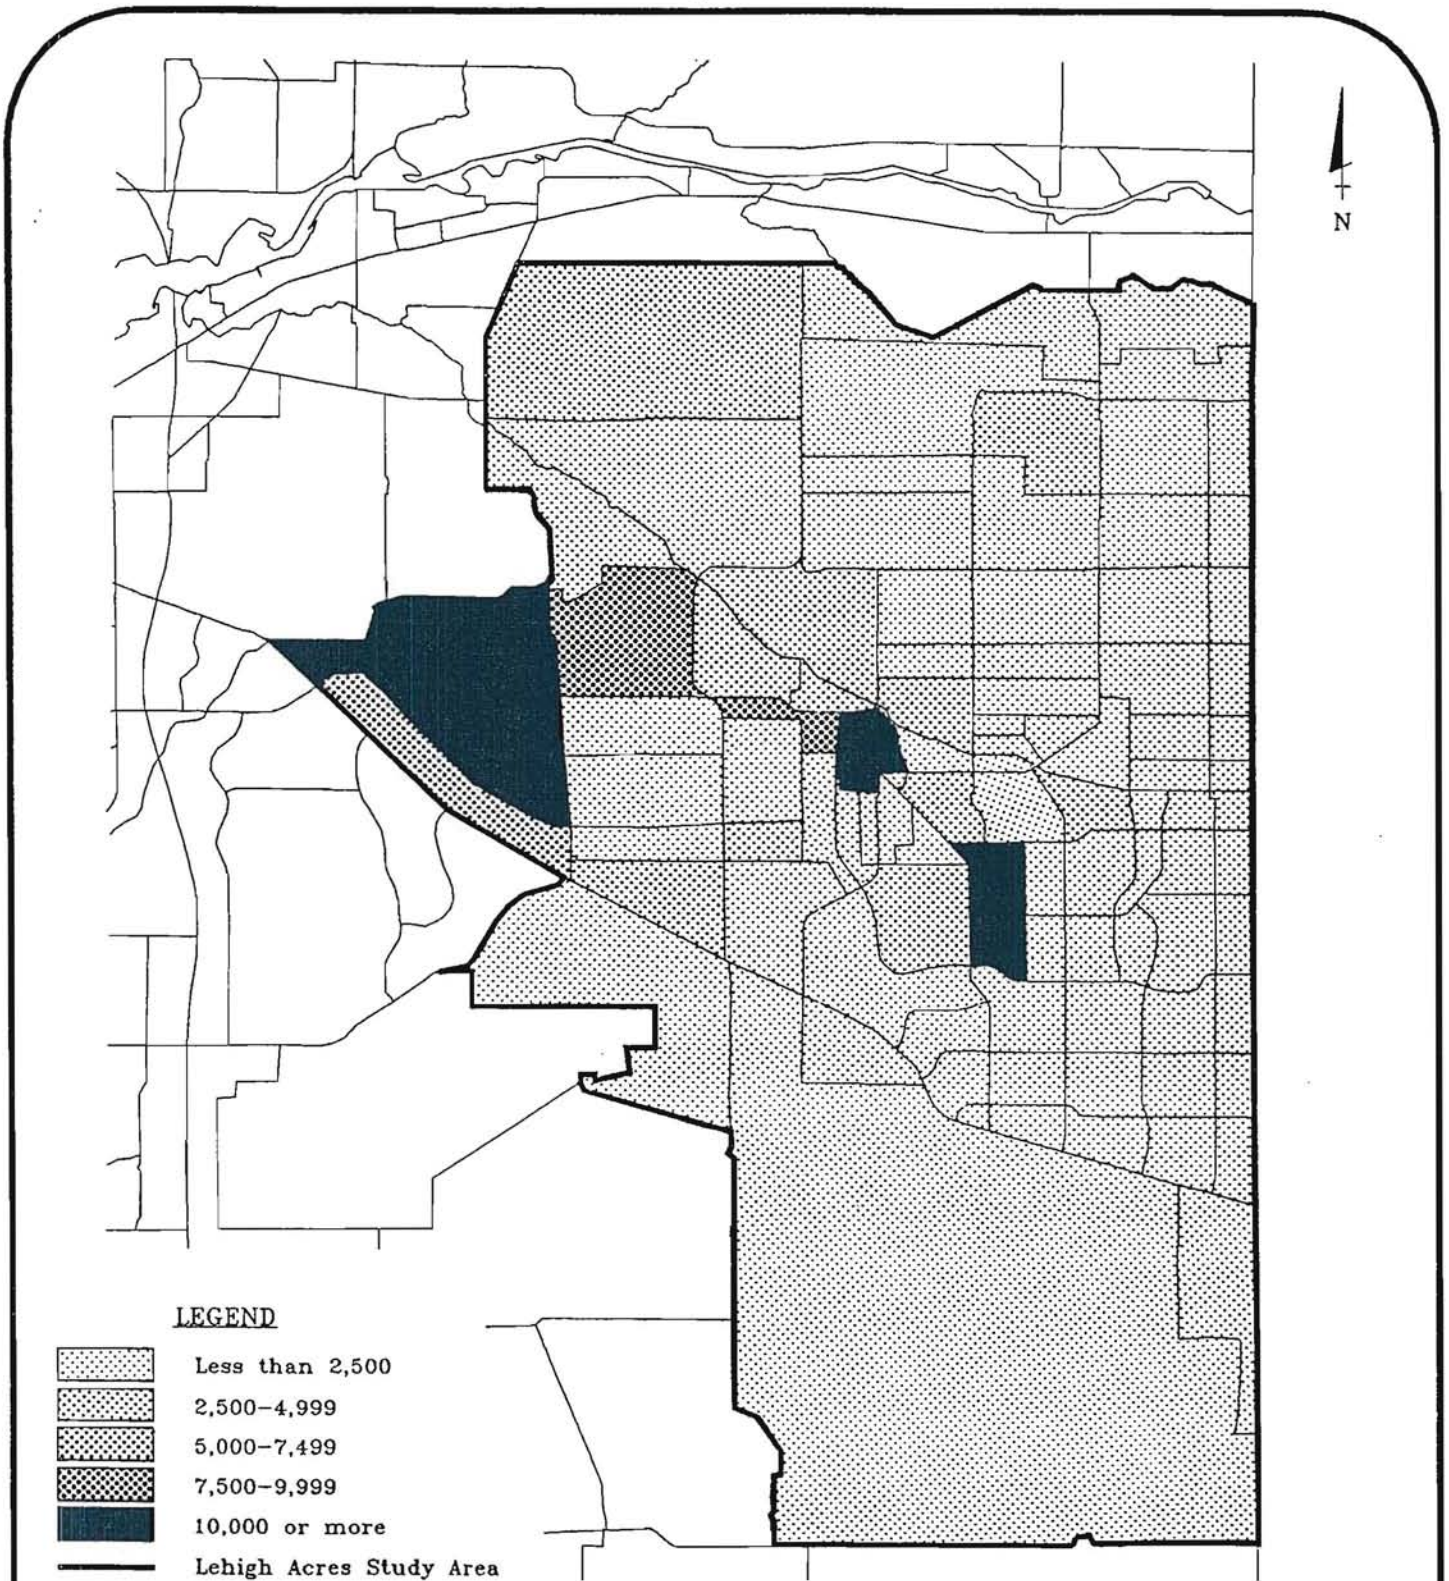 N
LEGEND
Less than 2,500
2,500-4,999
5,000-7,499
7,500-9,999
10,000 or more
Lehigh Acres Study Area